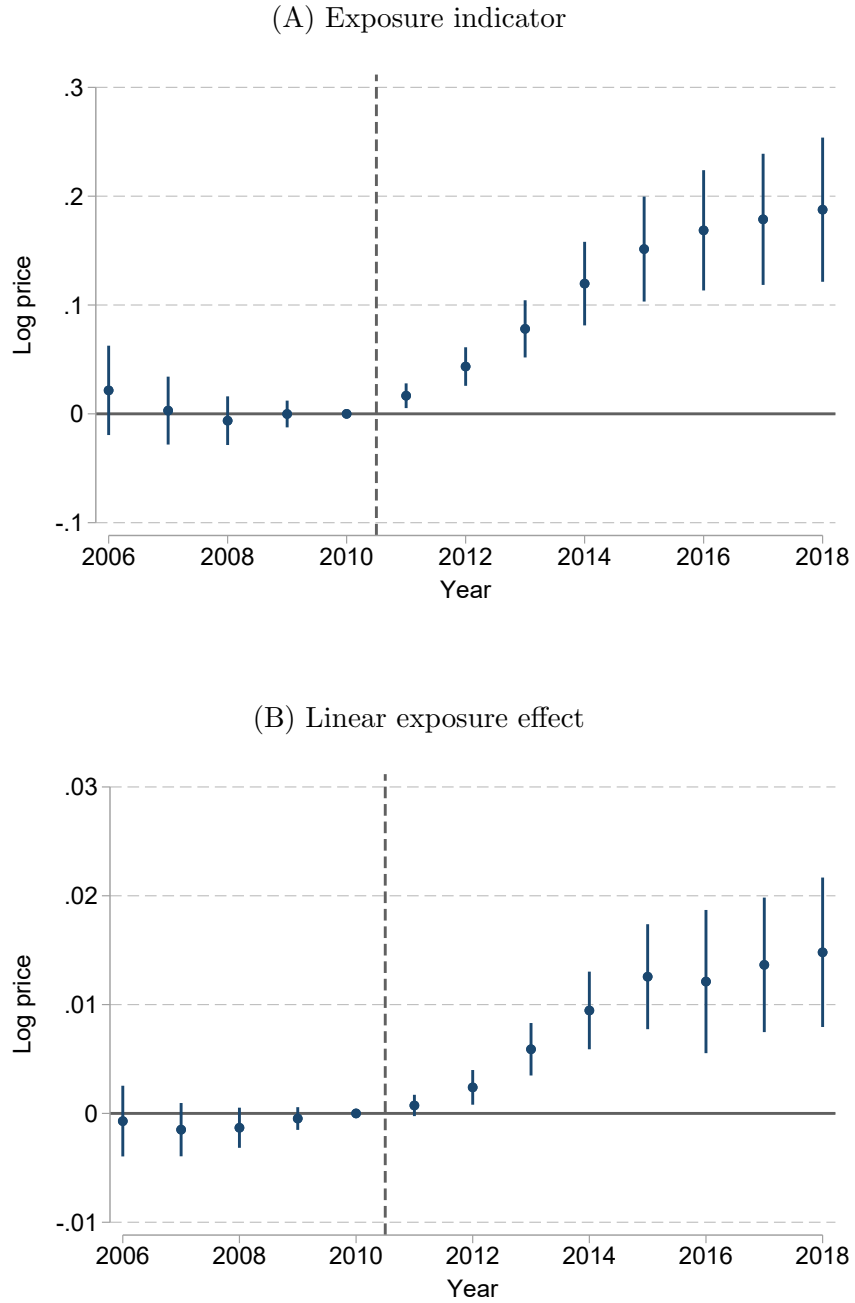 (A) Exposure indicator
.3
.2
.1
0
-.1
Log price
2006 2008 2010 2012 2014 2016 2018
Year
(B) Linear exposure effect
.03
.02
.01
0
-.01
Log price
2006 2008 2010 2012 2014 2016 2018
Year